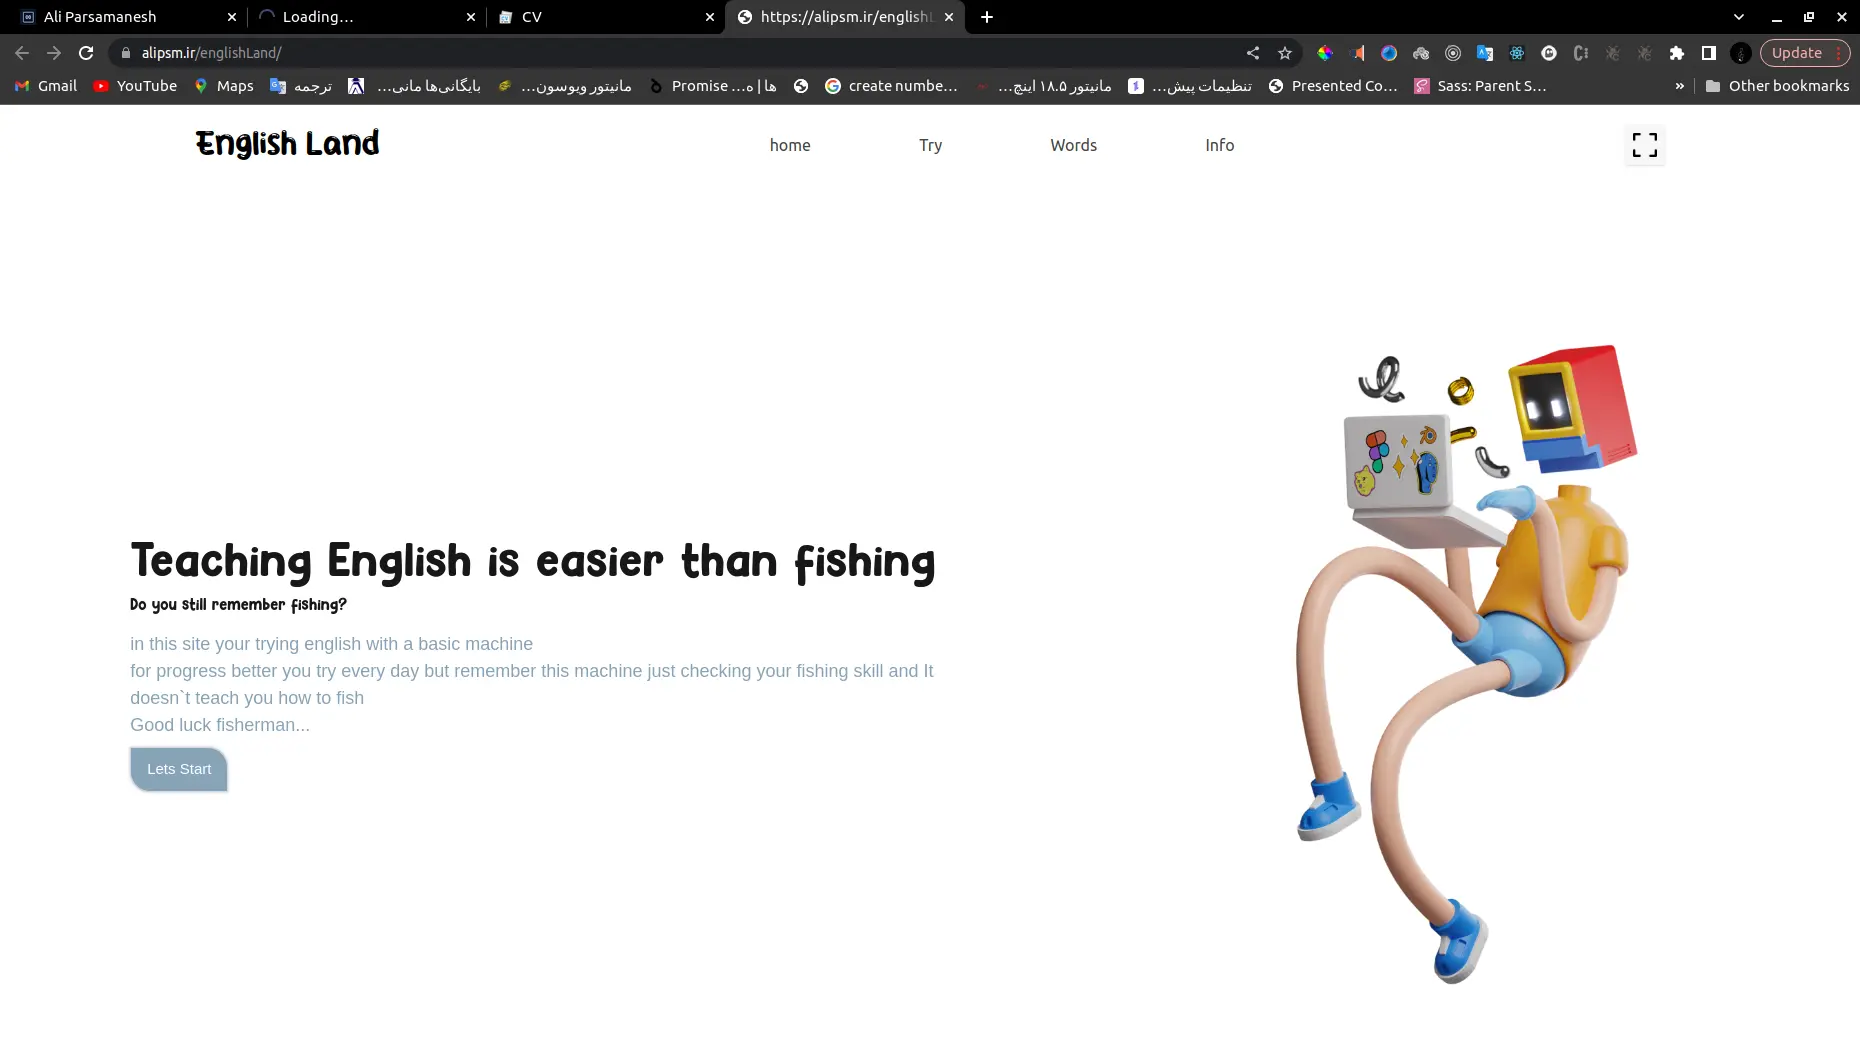 Ali Parsamanesh
Loading...
CV
https://alipsm.ir/englishL
alipsm.ir/englishLand/
Update
Gmail
YouTube
Maps
ترجمه
بایگانی‌ها مانی...
مانیتور ویوسون...
Promise ...ها | ه
create numbe...
مانیتور ۱۸.۵ اینچ...
تنظیمات پیش...
Presented Co...
Sass: Parent S...
»
Other bookmarks
English Land
home
Try
Words
Info
Teaching English is easier than fishing
Do you still remember fishing?
in this site your trying english with a basic machine
for progress better you try every day but remember this machine just checking your fishing skill and It
doesn`t teach you how to fish
Good luck fisherman...
Lets Start